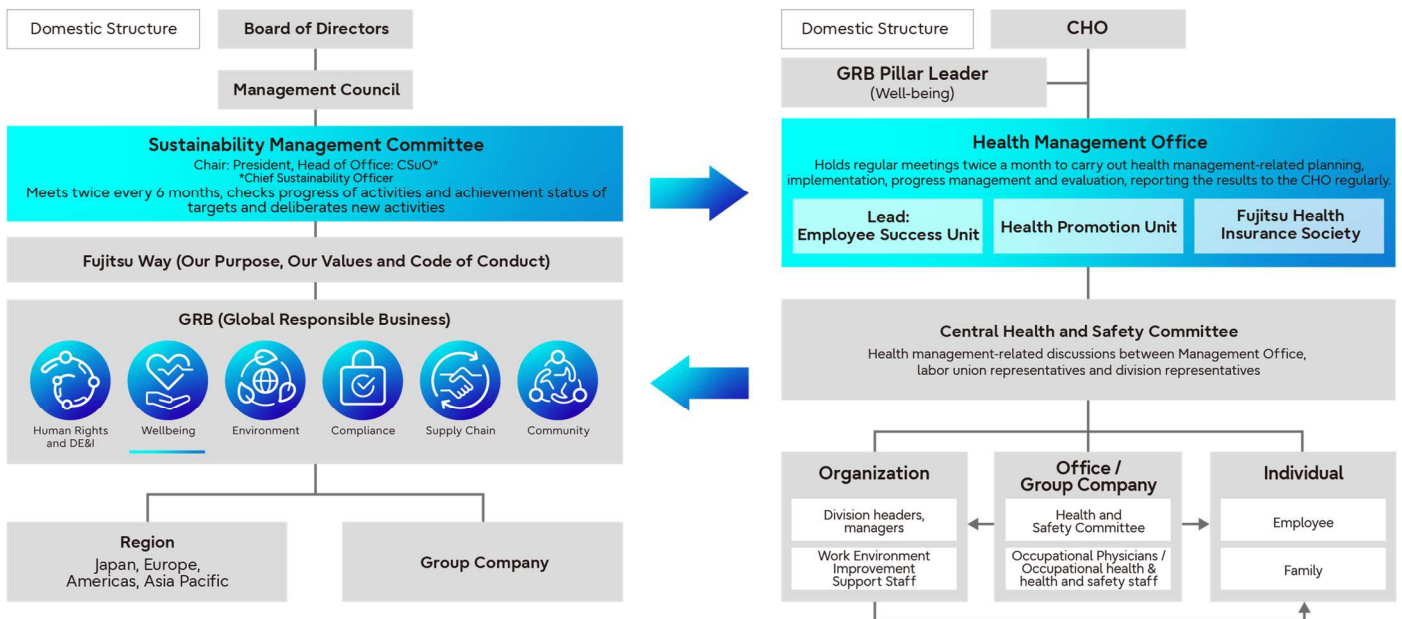 Domestic Structure
Board of Directors
Management Council
Sustainability Management Committee
Chair: President, Head of Office: CSuO*
*Chief Sustainability Officer
Meets twice every 6 months, checks progress of activities and achievement status of
targets and deliberates new activities
Fujitsu Way (Our Purpose, Our Values and Code of Conduct)
GRB (Global Responsible Business)
Human Rights
and DE&I
Wellbeing
Environment
Compliance
Supply Chain
Community
Region
Japan, Europe,
Americas, Asia Pacific
Group Company
Domestic Structure
CHO
GRB Pillar Leader
(Well-being)
Health Management Office
Holds regular meetings twice a month to carry out health management-related planning,
implementation, progress management and evaluation, reporting the results to the CHO regularly.
Lead:
Employee Success Unit
Health Promotion Unit
Fujitsu Health
Insurance Society
Central Health and Safety Committee
Health management-related discussions between Management Office,
labor union representatives and division representatives
Organization
Division headers,
managers
Work Environment
Improvement
Support Staff
Office /
Group Company
Health and
Safety Committee
Occupational Physicians /
Occupational health &
health and safety staff
Individual
Employee
Family